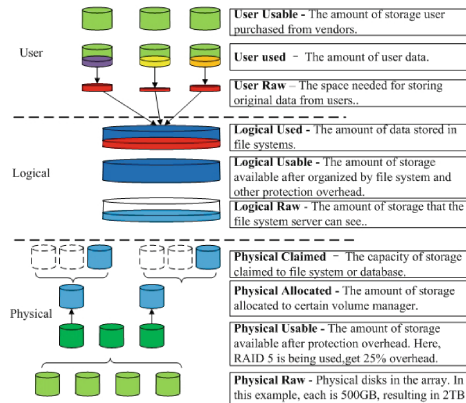 User Usable - The amount of storage user
purchased from vendors.
User used – The amount of user data.
User
User Raw – The space needed for storing
original data from users..
Logical Used - The amount of data stored in
file systems.
Logical Usable - The amount of storage
available after organized by file system and
other protection overhead.
Logical
Logical Raw - The amount of storage that the
file system server can see..
Physical Claimed – The capacity of storage
claimed to file system or database.
Physical Allocated - The amount of storage
allocated to certain volume manager.
Physical
Physical Usable - The amount of storage
available after protection overhead. Here,
RAID 5 is being used,get 25% overhead.
Physical Raw - Physical disks in the array. In
this example, each is 500GB, resulting in 2TB